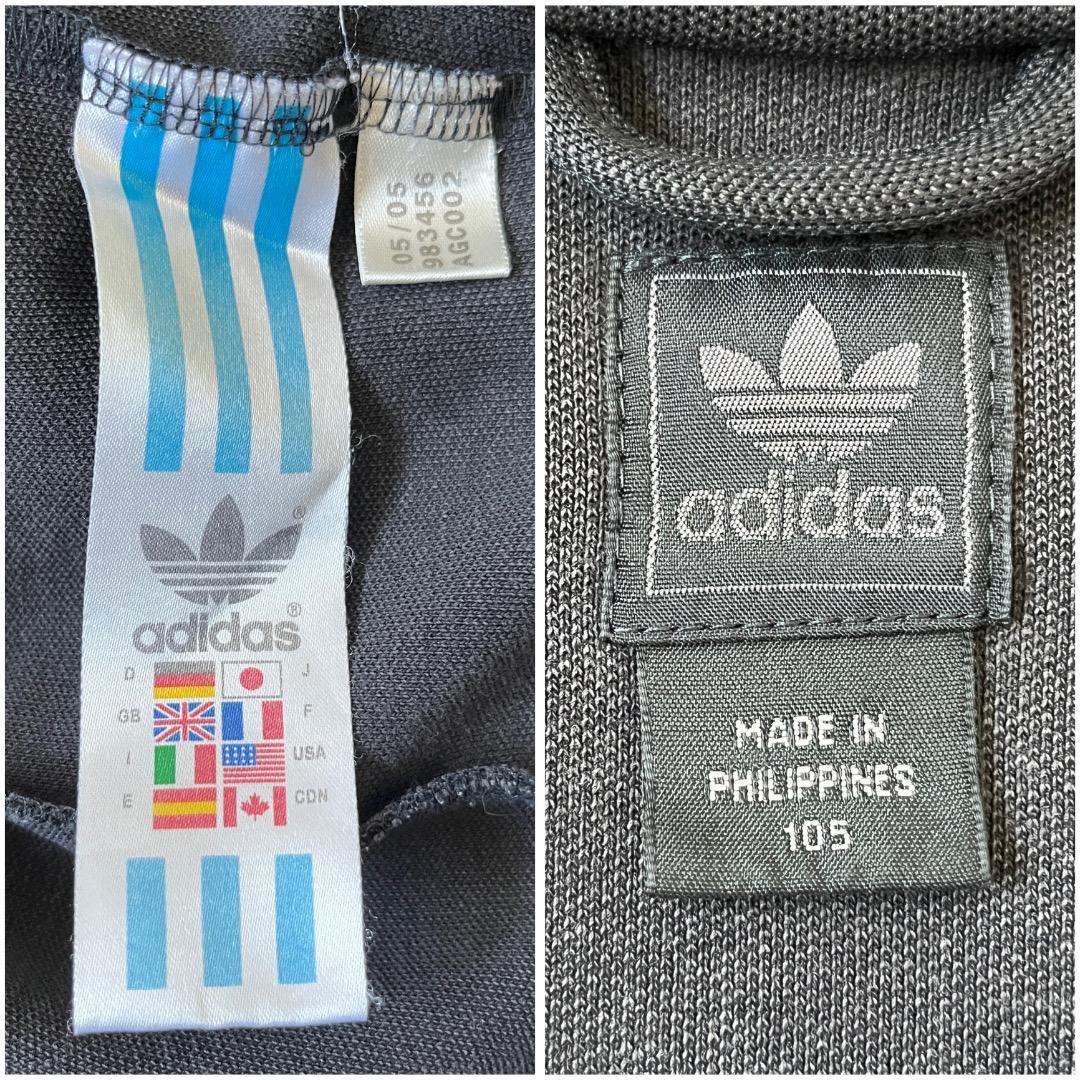 05/05
983456
AGC002
®
adidas®
D J
GB F
I USA
E CDN
adidas
MADE IN
PHILIPPINES
105